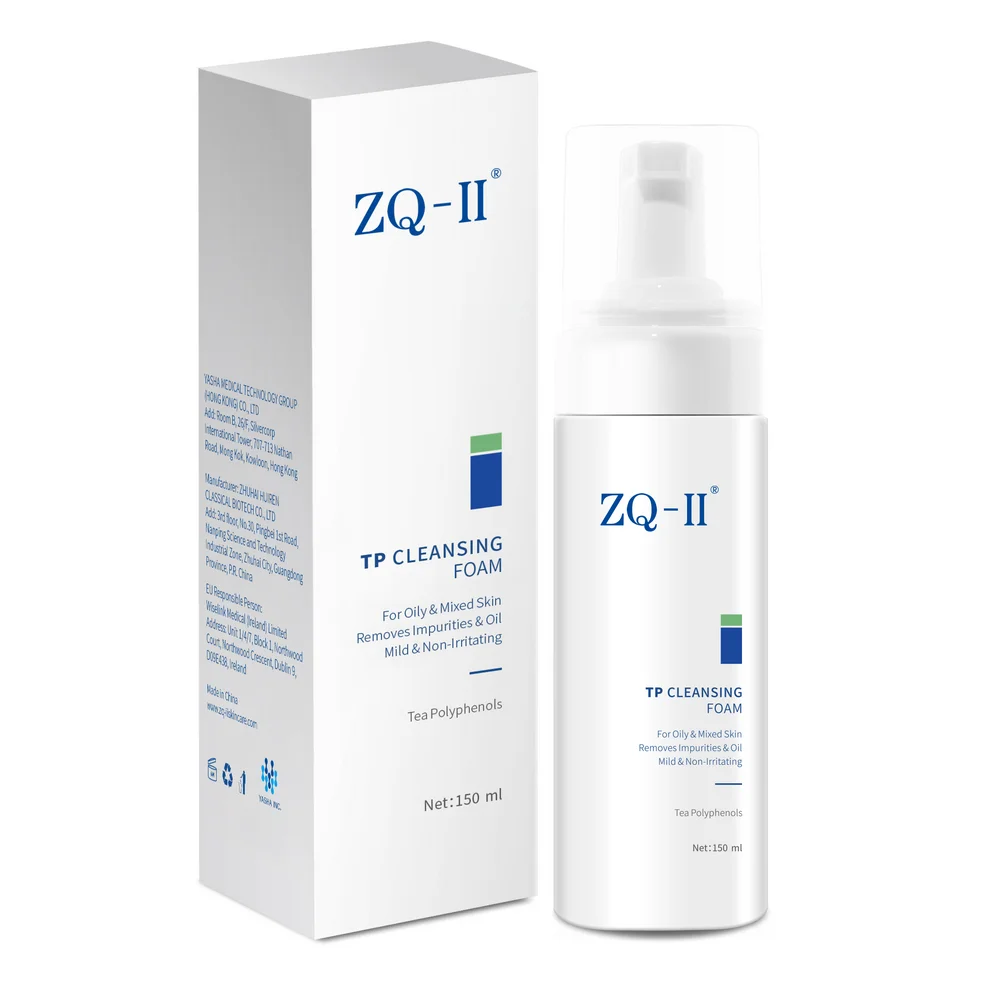 ZQ-II®
TP CLEANSING
FOAM
For Oily & Mixed Skin
Removes Impurities & Oil
Mild & Non-Irritating
Tea Polyphenols
Net:150 ml
YASHA MEDICAL TECHNOLOGY GROUP
(HONG KONG) CO., LTD
Add: Room B, 26/F, Silvercorp
International Tower, 707-713 Nathan
Road, Mong Kok, Kowloon, Hong Kong
Manufacturer: ZHUHAI HUIREN
CLASSICAL BIOTECH CO., LTD
Add: 3rd floor, No.30, Pingbei 1st Road,
Nanping Science and Technology
Industrial Zone, Zhuhai City, Guangdong
Province, P.R. China
EU Responsible Person:
Wiselink Medical (Ireland) Limited
Address: Unit 1/4/7, Block 1, Northwood
Court, Northwood Crescent, Dublin 9,
D09E438, Ireland
Made in China
www.zq-iiskincare.com
YASHA INC.
ZQ-II®
TP CLEANSING
FOAM
For Oily & Mixed Skin
Removes Impurities & Oil
Mild & Non-Irritating
Tea Polyphenols
Net:150 ml